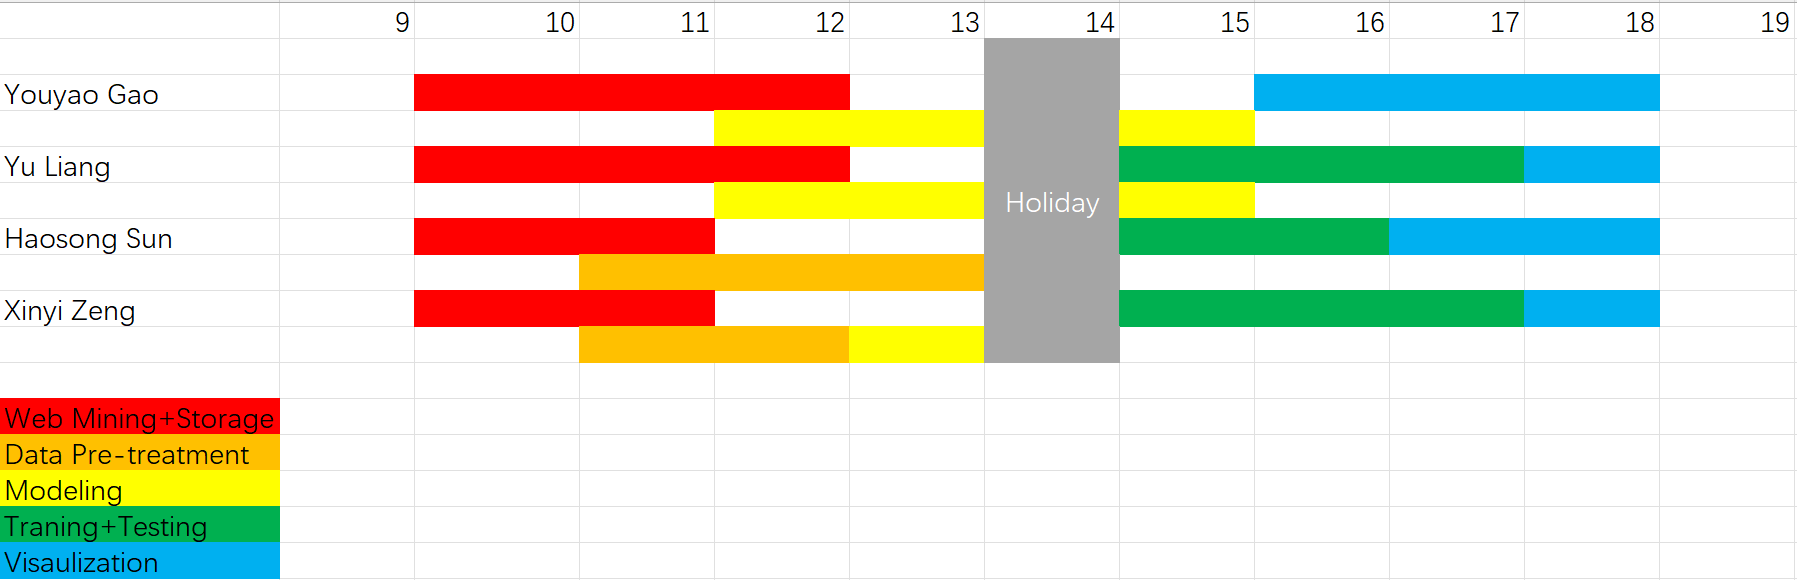 9 10 11 12 13 14 15 16 17 18 19
Youyao Gao
Yu Liang
Holiday
Haosong Sun
Xinyi Zeng
Web Mining+Storage
Data Pre-treatment
Modeling
Traning+Testing
Visaulization